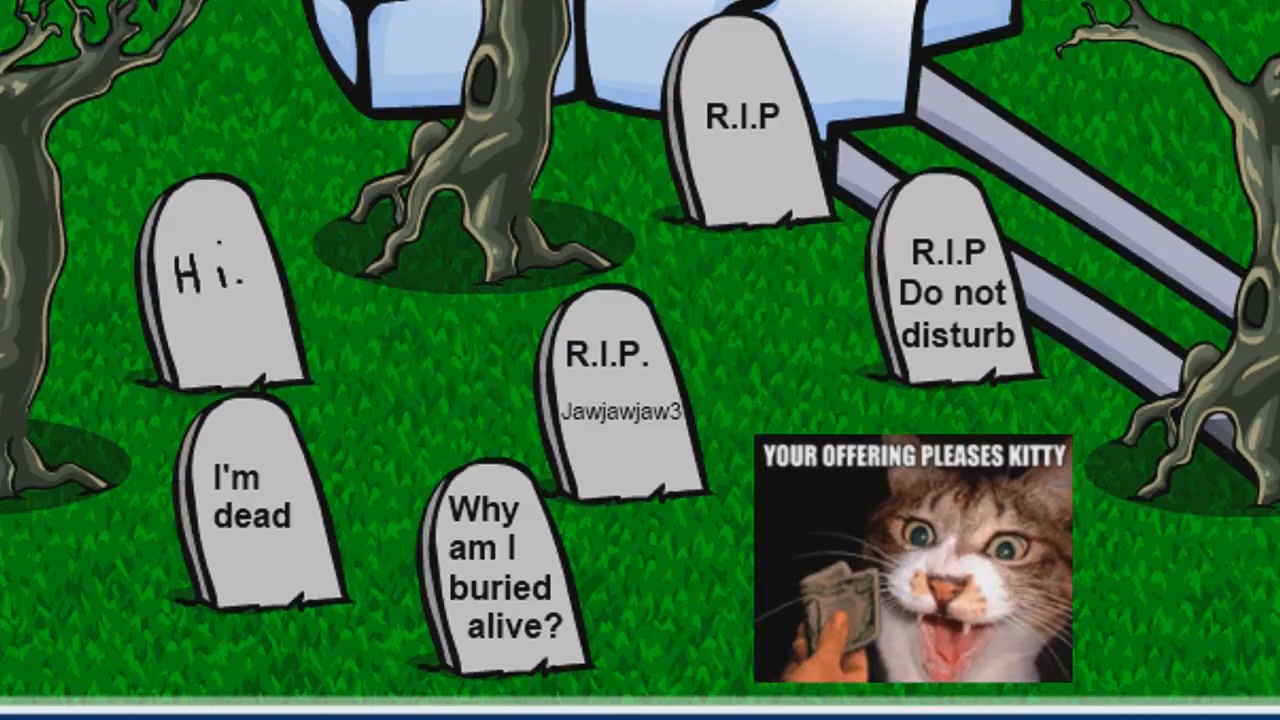 R.I.P
Hi.
R.I.P
Do not
disturb
R.I.P.
Jawjawjaw3
I'm
dead
Why
am I
buried
alive?
YOUR OFFERING PLEASES KITTY